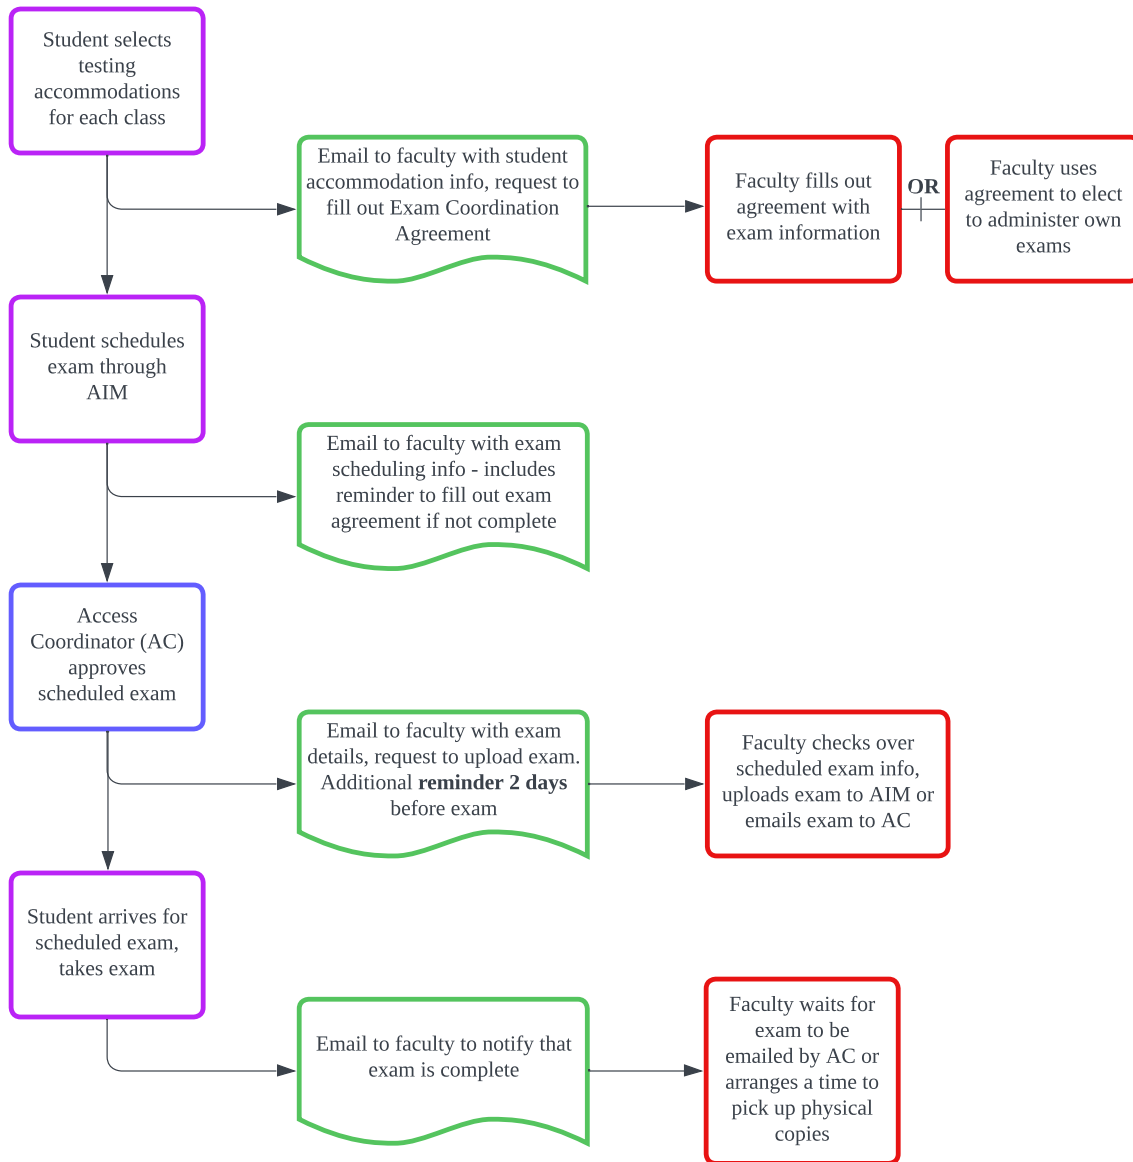 Student selects
testing
accommodations
for each class
Email to faculty with student
accommodation info, request to
fill out Exam Coordination
Agreement
Faculty fills out
agreement with
exam information
OR
Faculty uses
agreement to elect
to administer own
exams
Student schedules
exam through
AIM
Email to faculty with exam
scheduling info - includes
reminder to fill out exam
agreement if not complete
Access
Coordinator (AC)
approves
scheduled exam
Email to faculty with exam
details, request to upload exam.
Additional reminder 2 days
before exam
Faculty checks over
scheduled exam info,
uploads exam to AIM or
emails exam to AC
Student arrives for
scheduled exam,
takes exam
Email to faculty to notify that
exam is complete
Faculty waits for
exam to be
emailed by AC or
arranges a time to
pick up physical
copies